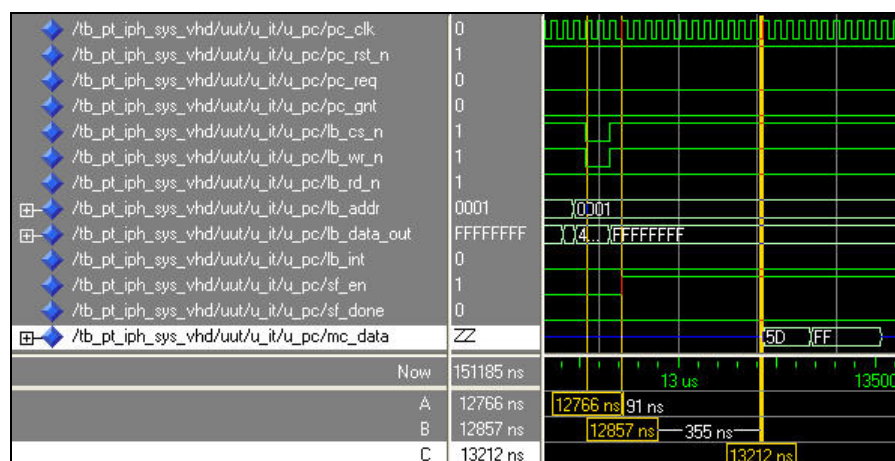 /tb_pt_iph_sys_vhd/uut/u_it/u_pc/pc_clk 0
/tb_pt_iph_sys_vhd/uut/u_it/u_pc/pc_rst_n 1
/tb_pt_iph_sys_vhd/uut/u_it/u_pc/pc_req 0
/tb_pt_iph_sys_vhd/uut/u_it/u_pc/pc_gnt 0
/tb_pt_iph_sys_vhd/uut/u_it/u_pc/lb_cs_n 1
/tb_pt_iph_sys_vhd/uut/u_it/u_pc/lb_wr_n 1
/tb_pt_iph_sys_vhd/uut/u_it/u_pc/lb_rd_n 1
/tb_pt_iph_sys_vhd/uut/u_it/u_pc/lb_addr 0001 0001
/tb_pt_iph_sys_vhd/uut/u_it/u_pc/lb_data_out FFFFFFFF 4... FFFFFFFF
/tb_pt_iph_sys_vhd/uut/u_it/u_pc/lb_int 0
/tb_pt_iph_sys_vhd/uut/u_it/u_pc/sf_en 1
/tb_pt_iph_sys_vhd/uut/u_it/u_pc/sf_done 0
/tb_pt_iph_sys_vhd/uut/u_it/u_pc/mc_data ZZ 5D FF
Now 151185 ns 13 us 13500
A 12766 ns 12766 ns 91 ns
B 12857 ns 12857 ns 355 ns
C 13212 ns 13212 ns